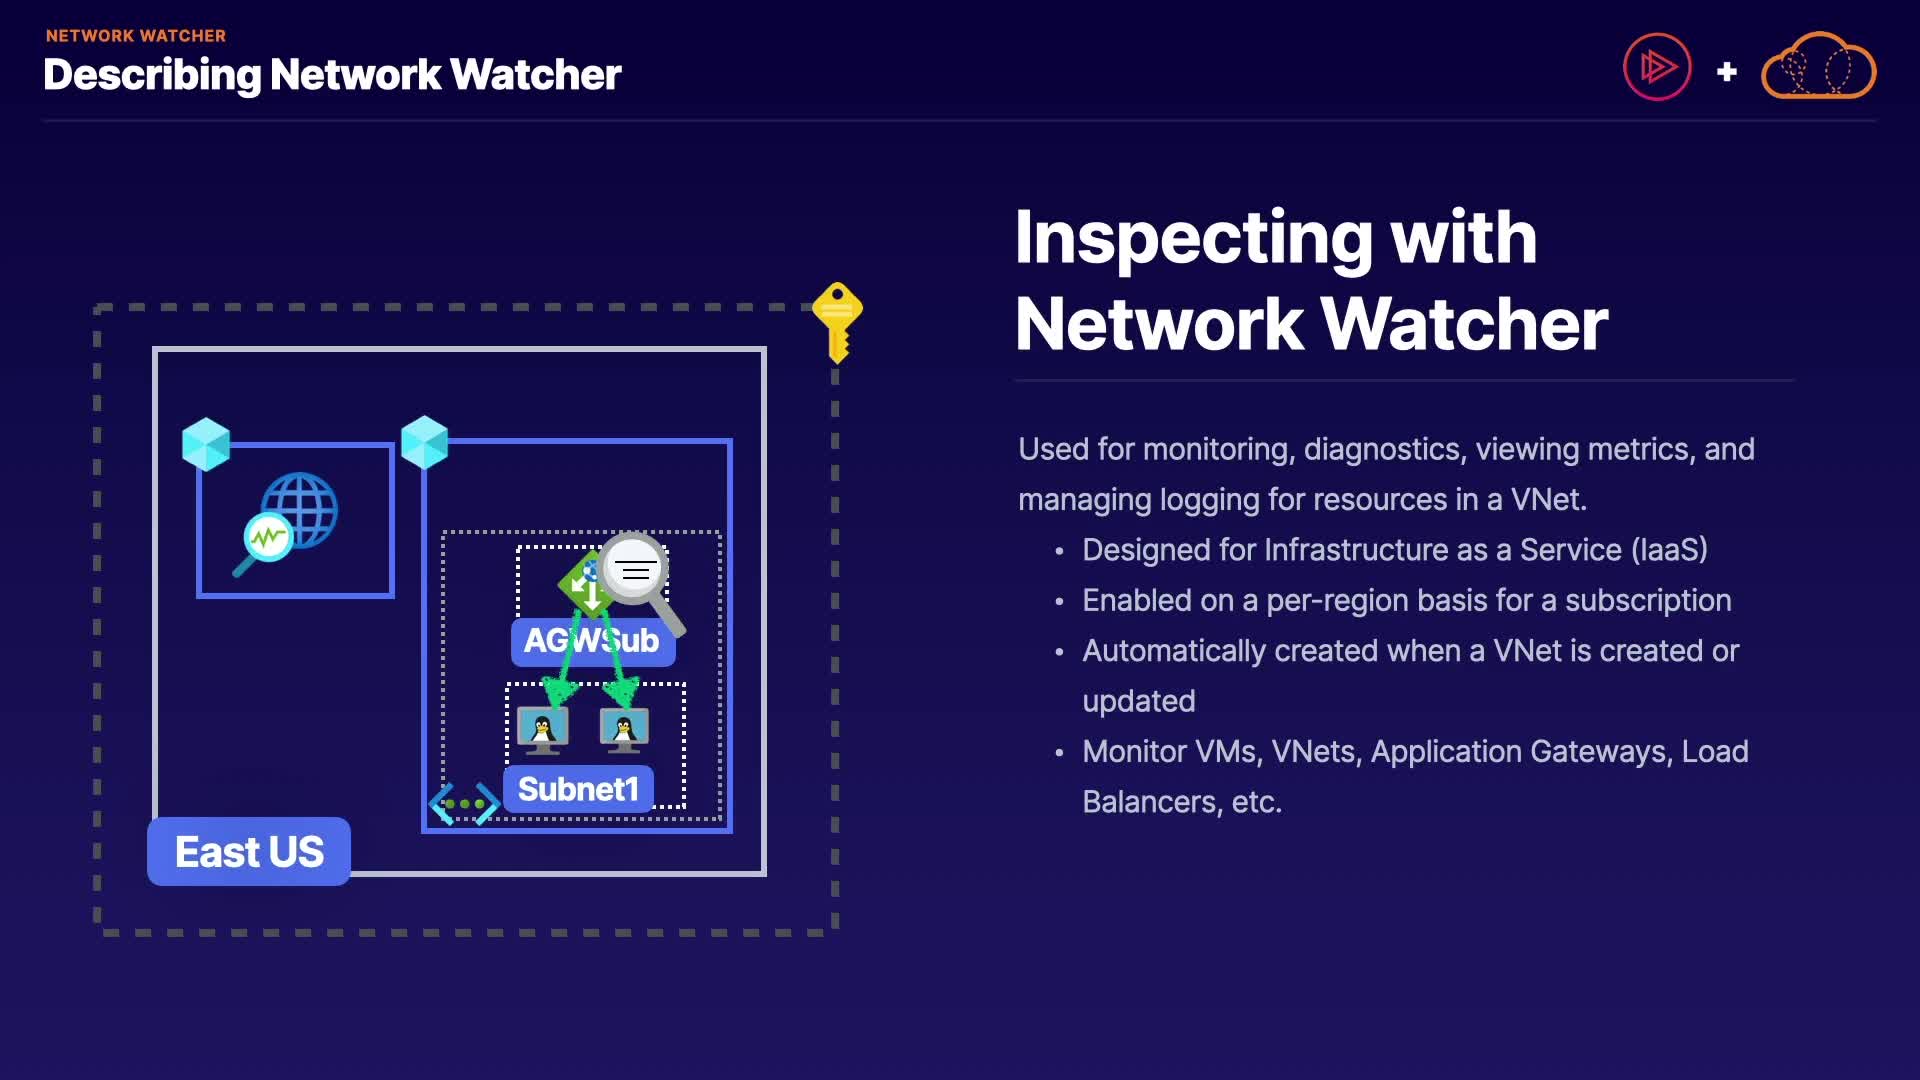 NETWORK WATCHER
Describing Network Watcher
Inspecting with
Network Watcher
Used for monitoring, diagnostics, viewing metrics, and
managing logging for resources in a VNet.
• Designed for Infrastructure as a Service (IaaS)
• Enabled on a per-region basis for a subscription
• Automatically created when a VNet is created or
updated
• Monitor VMs, VNets, Application Gateways, Load
Balancers, etc.
AGWSub
Subnet1
East US